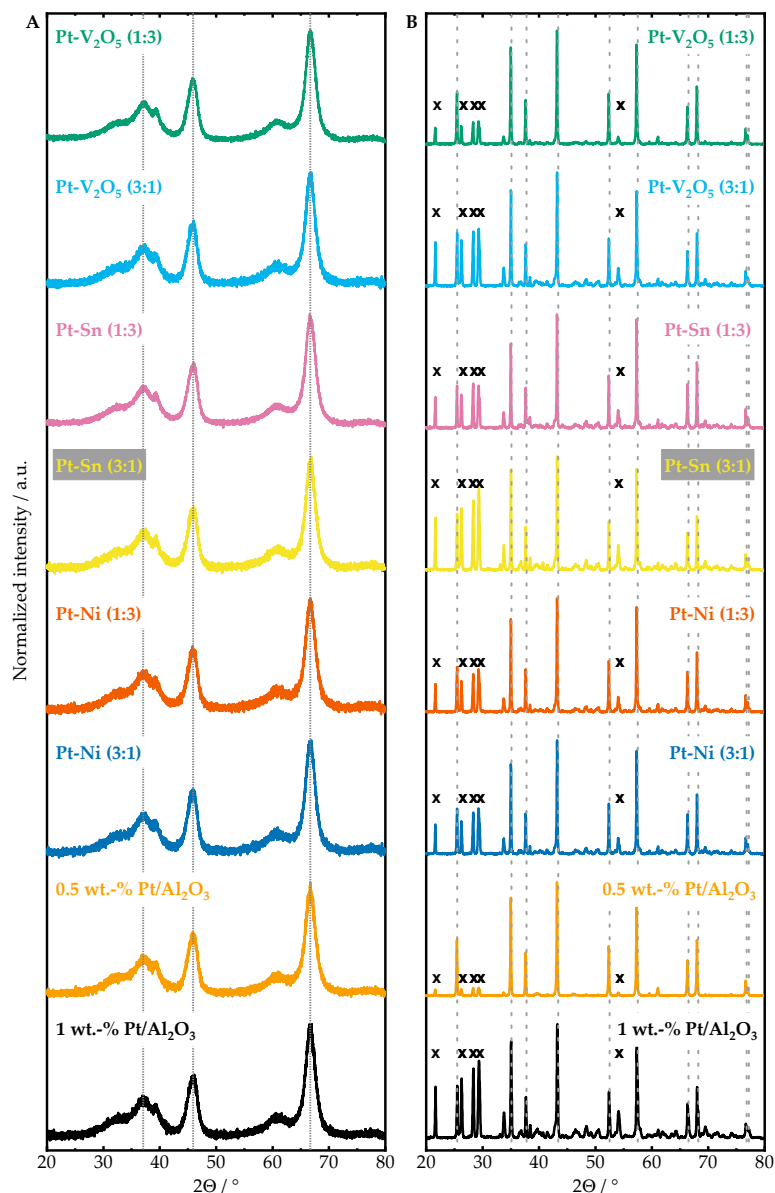 A
B
Pt-V₂O₅ (1:3)
Pt-V₂O₅ (1:3)
x x x x x
Pt-V₂O₅ (3:1)
Pt-V₂O₅ (3:1)
x x x x x
Pt-Sn (1:3)
Pt-Sn (1:3)
x x x x x
Pt-Sn (3:1)
Pt-Sn (3:1)
x x x x x
Pt-Ni (1:3)
Pt-Ni (1:3)
x x x x x
Pt-Ni (3:1)
Pt-Ni (3:1)
x x x x x
0.5 wt.-% Pt/Al₂O₃
0.5 wt.-% Pt/Al₂O₃
x x x x x
1 wt.-% Pt/Al₂O₃
1 wt.-% Pt/Al₂O₃
x x x x x
Normalized intensity / a.u.
20 30 40 50 60 70 80
20 30 40 50 60 70 80
2Θ / °
2Θ / °